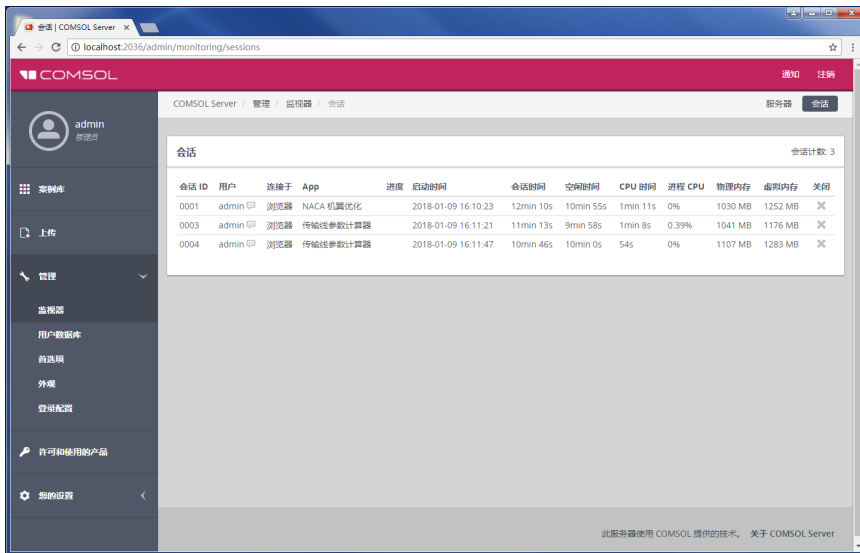 会话 | COMSOL Server
localhost:2036/admin/monitoring/sessions
COMSOL
通知 注销
admin
管理员
COMSOL Server / 管理 / 监视器 / 会话
服务器 会话
案例库
上传
管理
监视器
用户数据库
首选项
外观
登录配置
许可和使用的产品
您的设置
会话
会话计数: 3
会话 ID 用户 连接于 App 进度 启动时间 会话时间 空闲时间 CPU 时间 进程 CPU 物理内存 虚拟内存 关闭
0001 admin 浏览器 NACA 机翼优化 2018-01-09 16:10:23 12min 10s 10min 55s 1min 11s 0% 1030 MB 1252 MB
0003 admin 浏览器 传输线参数计算器 2018-01-09 16:11:21 11min 13s 9min 58s 1min 8s 0.39% 1041 MB 1176 MB
0004 admin 浏览器 传输线参数计算器 2018-01-09 16:11:47 10min 46s 10min 0s 54s 0% 1107 MB 1283 MB
此服务器使用 COMSOL 提供的技术。 关于 COMSOL Server